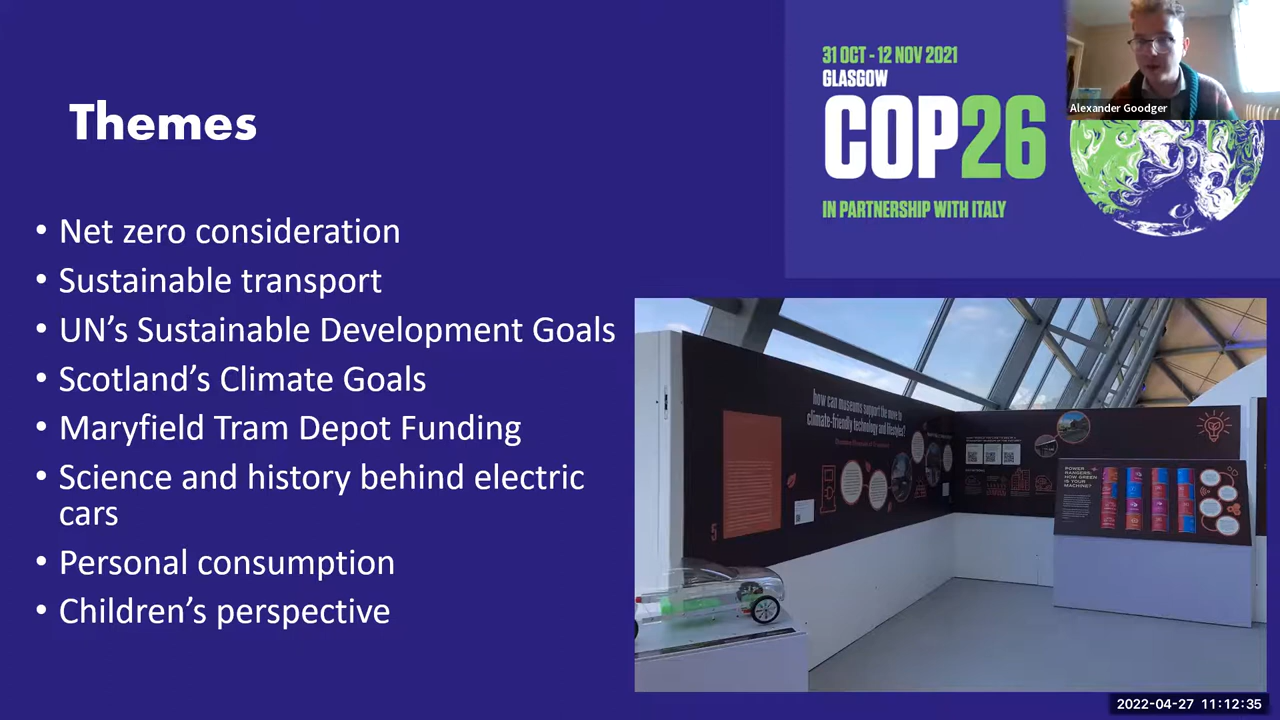 Themes
• Net zero consideration
• Sustainable transport
• UN’s Sustainable Development Goals
• Scotland’s Climate Goals
• Maryfield Tram Depot Funding
• Science and history behind electric
cars
• Personal consumption
• Children’s perspective
31 OCT - 12 NOV 2021
GLASGOW
COP26
IN PARTNERSHIP WITH ITALY
Alexander Goodger
how can museums support the move to
climate-friendly technology and lifestyles?
5
POWER
RANGERS:
HOW GREEN
IS YOUR
MACHINE?
2022-04-27 11:12:35